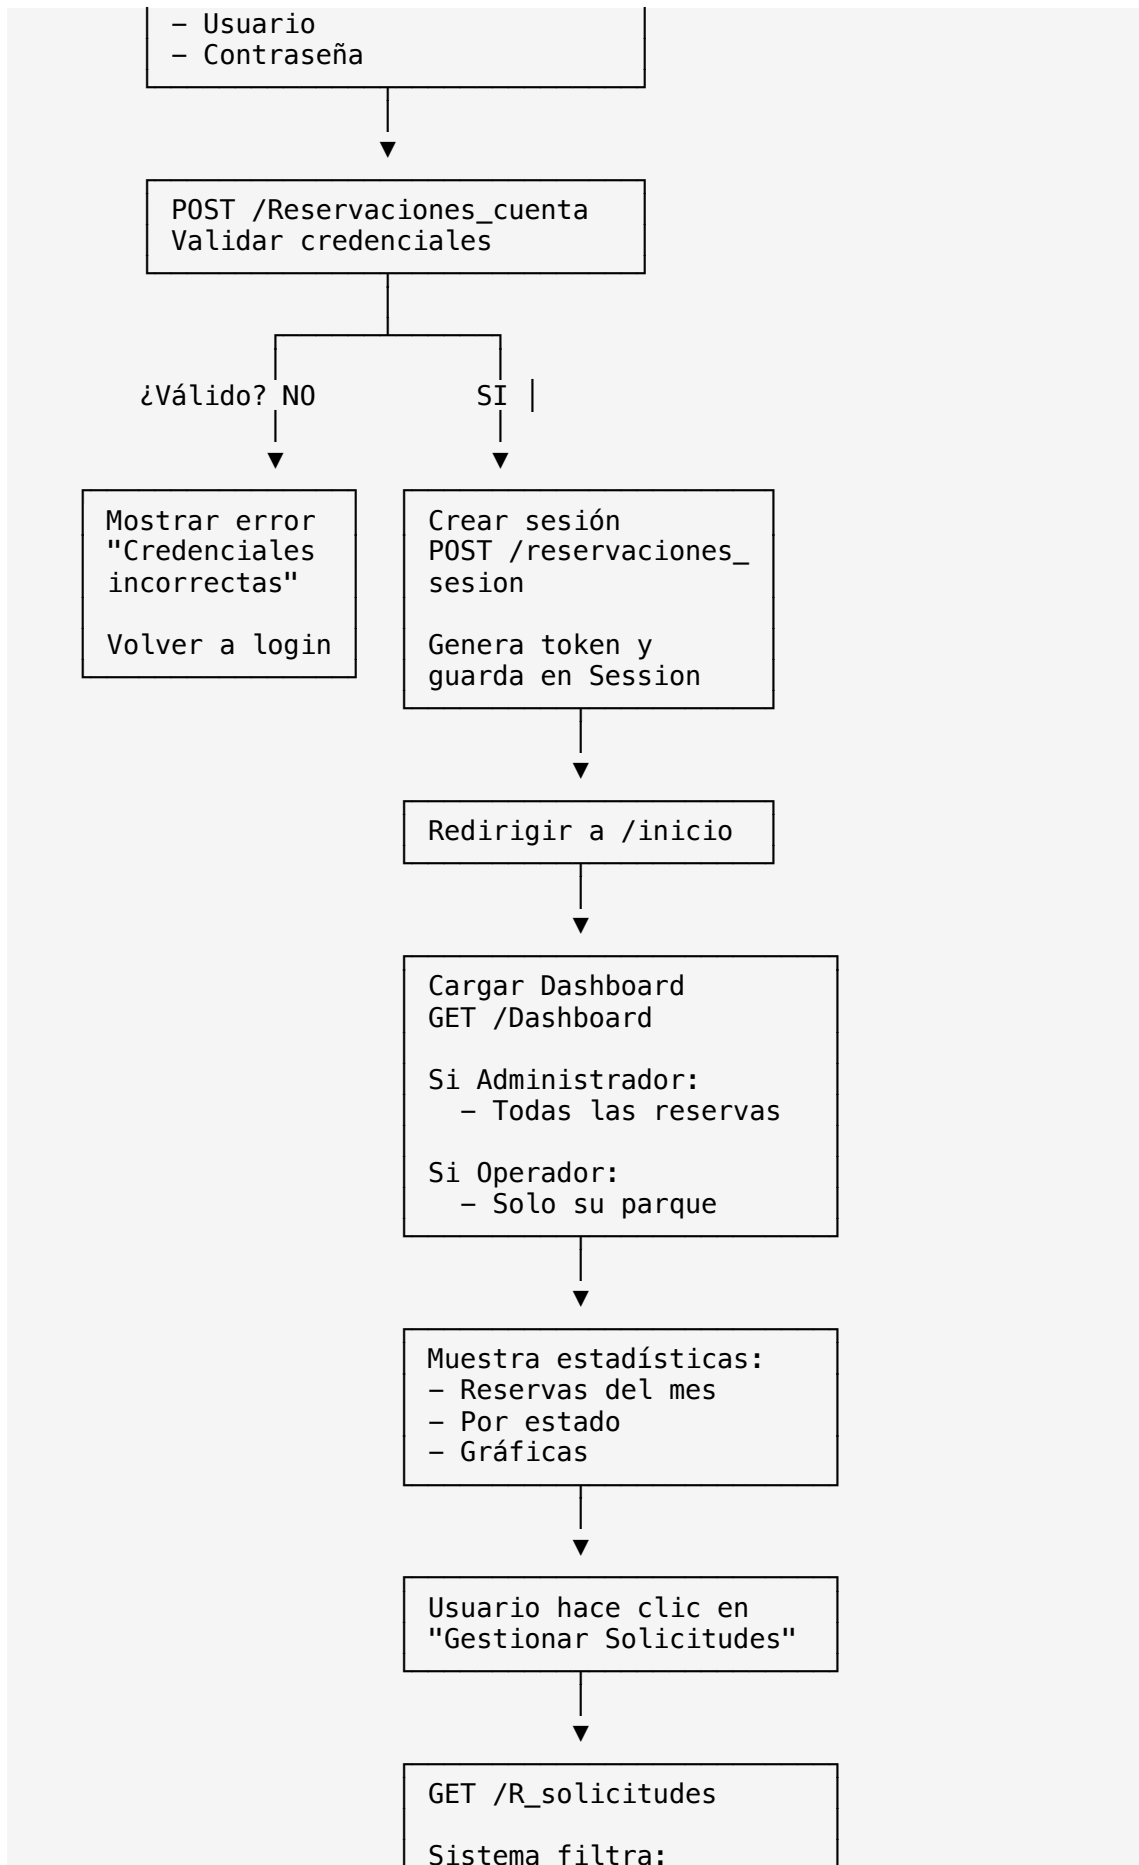 – Usuario
– Contraseña
POST /Reservaciones_cuenta
Validar credenciales
¿Válido? NO SI
Mostrar error
"Credenciales
incorrectas"
Volver a login
Crear sesión
POST /reservaciones_
sesion
Genera token y
guarda en Session
Redirigir a /inicio
Cargar Dashboard
GET /Dashboard
Si Administrador:
– Todas las reservas
Si Operador:
– Solo su parque
Muestra estadísticas:
– Reservas del mes
– Por estado
– Gráficas
Usuario hace clic en
"Gestionar Solicitudes"
GET /R_solicitudes
Sistema filtra: